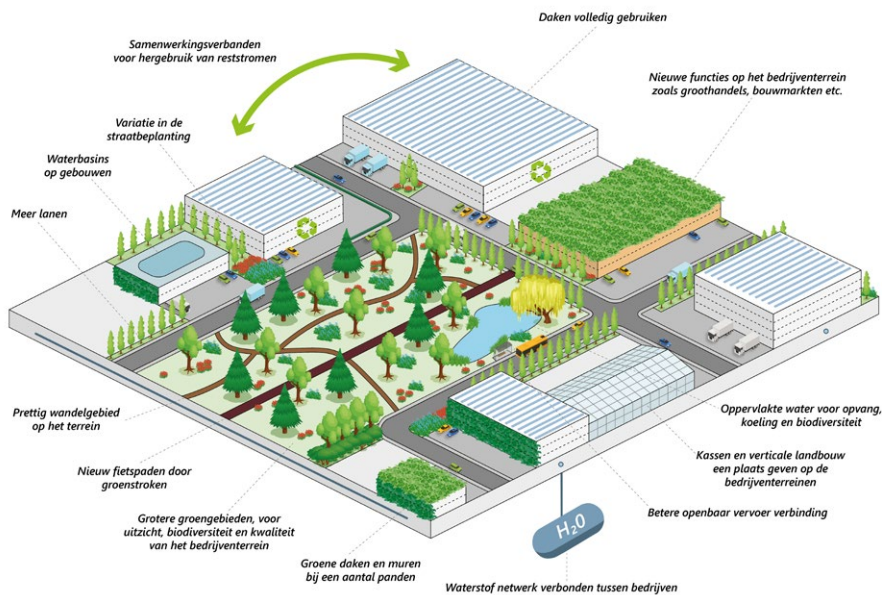 Daken volledig gebruiken
Samenwerkingsverbanden
voor hergebruik van reststromen
Nieuwe functies op het bedrijventerrein
zoals groothandels, bouwmarkten etc.
Variatie in de
straatbeplanting
Waterbasins
op gebouwen
Meer lanen
Prettig wandelgebied
op het terrein
Oppervlakte water voor opvang,
koeling en biodiversiteit
Nieuw fietspaden door
groenstroken
Kassen en verticale landbouw
een plaats geven op de
bedrijventerreinen
Grotere groengebieden, voor
uitzicht, biodiversiteit en kwaliteit
van het bedrijventerrein
Betere openbaar vervoer verbinding
H₂0
Groene daken en muren
bij een aantal panden
Waterstof netwerk verbonden tussen bedrijven